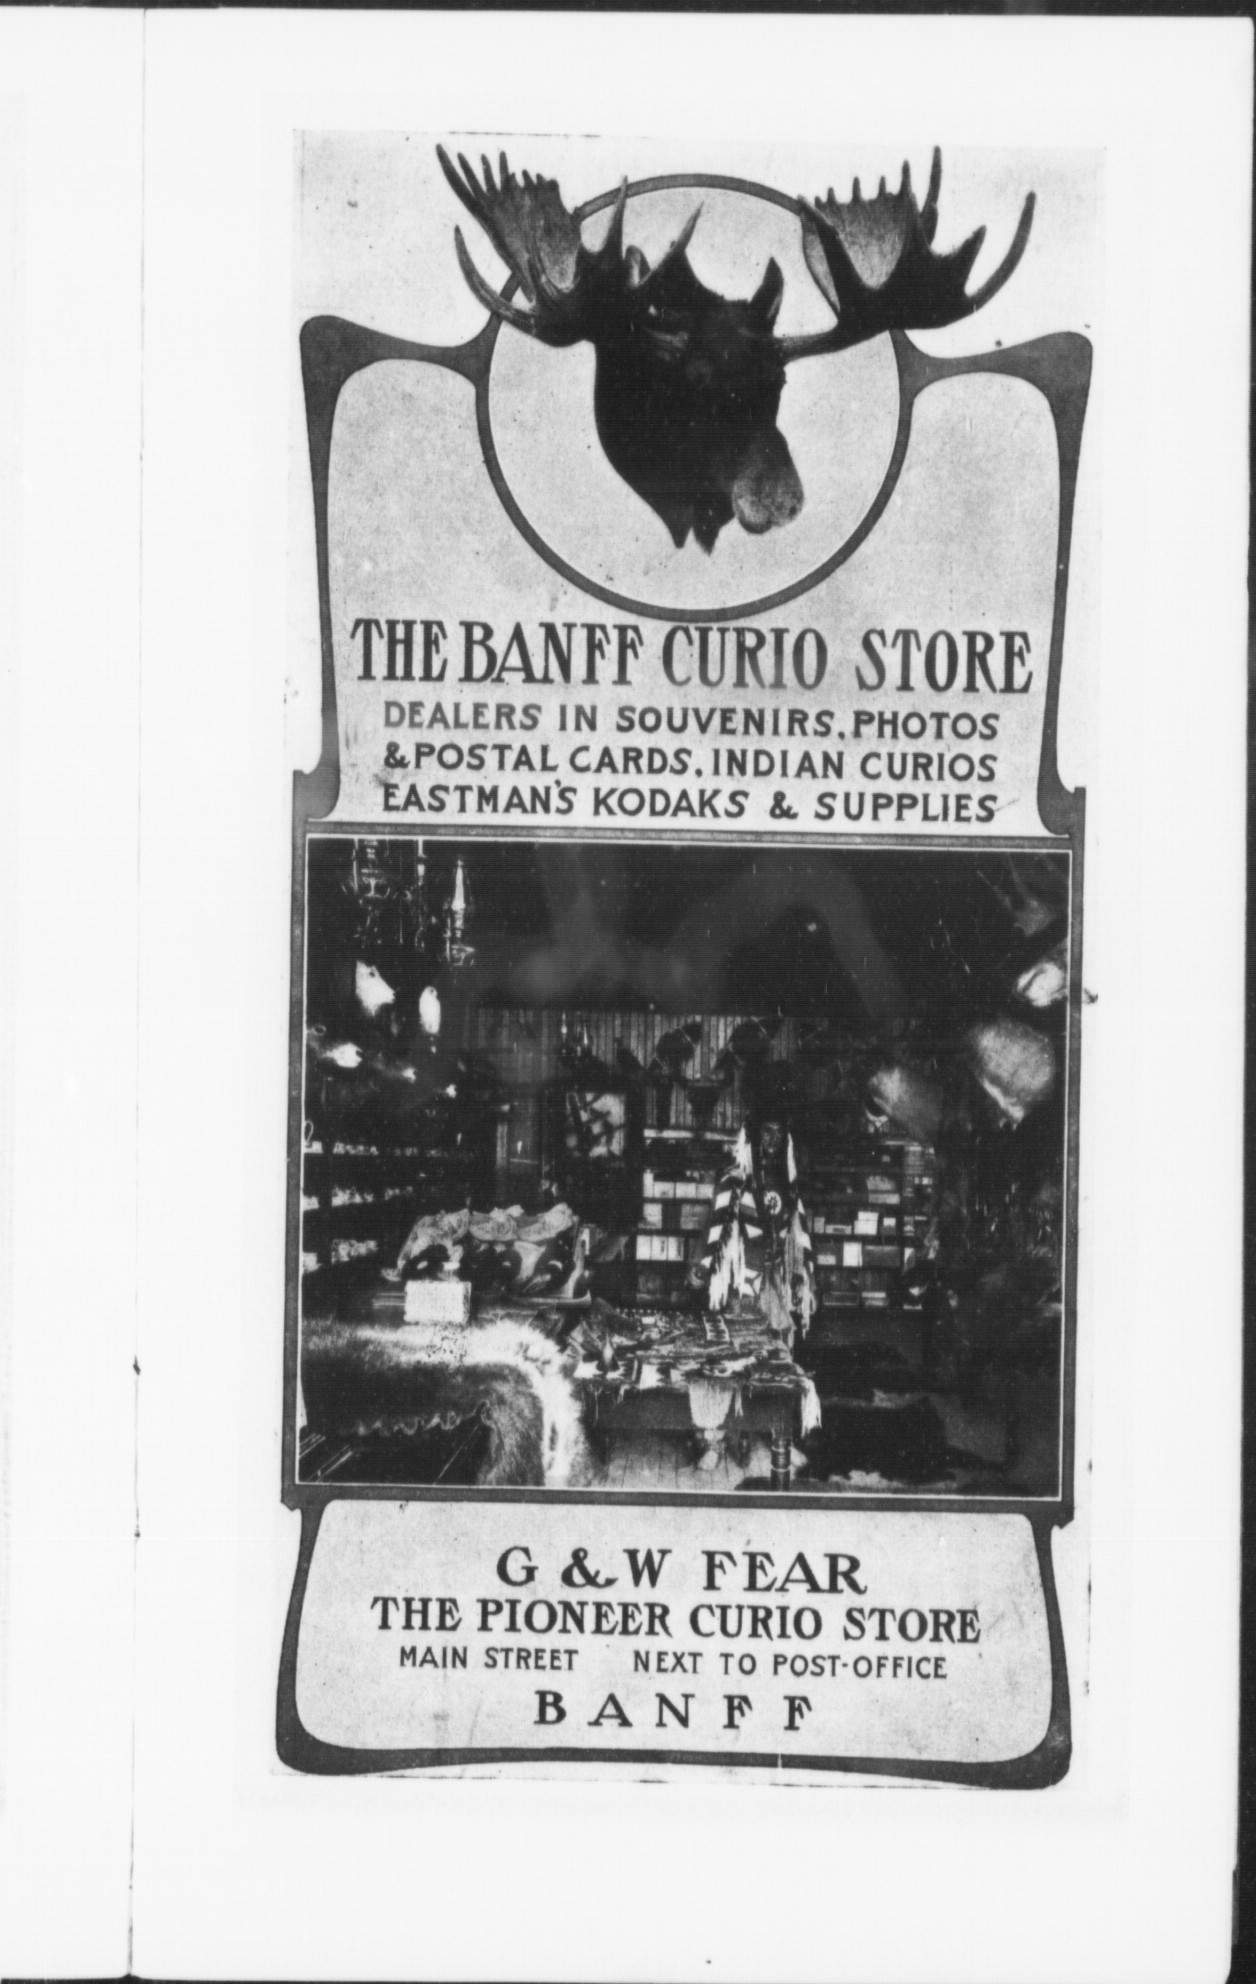 THE BANFF CURIO STORE
DEALERS IN SOUVENIRS, PHOTOS
& POSTAL CARDS, INDIAN CURIOS
EASTMAN'S KODAKS & SUPPLIES
G & W FEAR
THE PIONEER CURIO STORE
MAIN STREET NEXT TO POST-OFFICE
BANFF